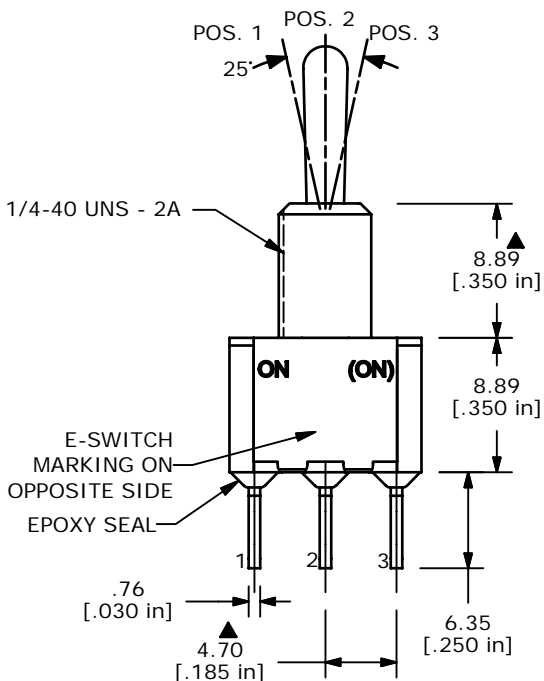 POS. 1
POS. 2
POS. 3
25°
1/4-40 UNS - 2A
8.89
[.350 in]
ON (ON)
8.89
[.350 in]
E-SWITCH
MARKING ON
OPPOSITE SIDE
EPOXY SEAL
1 2 3
.76
[.030 in]
6.35
[.250 in]
4.70
[.185 in]